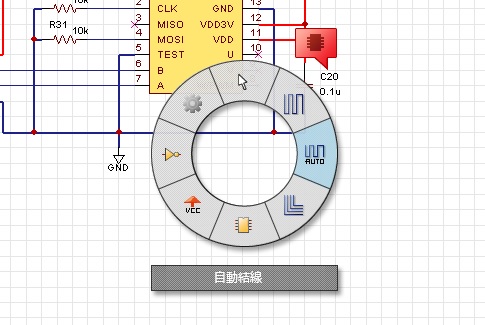 10k
2
CLK
GND
13
R31
10k
3
MISO
VDD3V
12
4
MOSI
VDD
11
5
TEST
U
10
6
B
7
A
C20
0.1u
GND
AUTO
VCC
自動結線